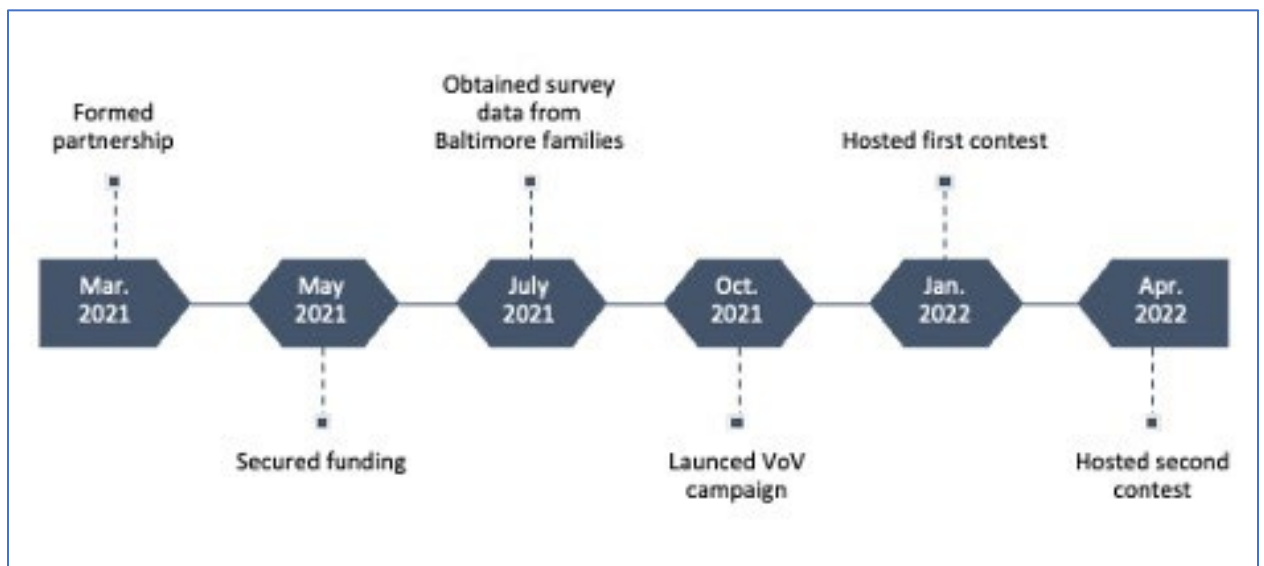 Formed
partnership
Obtained survey
data from
Baltimore families
Hosted first contest
Mar.
2021
May
2021
July
2021
Oct.
2021
Jan.
2022
Apr.
2022
Secured funding
Launced VoV
campaign
Hosted second
contest